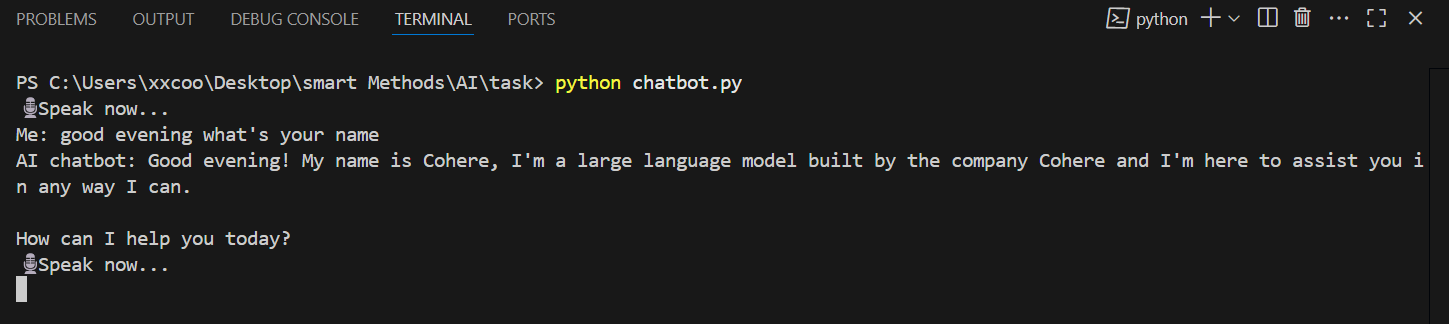 PROBLEMS OUTPUT DEBUG CONSOLE TERMINAL PORTS python
PS C:\Users\xxcoo\Desktop\smart Methods\AI\task> python chatbot.py
🎙Speak now...
Me: good evening what's your name
AI chatbot: Good evening! My name is Cohere, I'm a large language model built by the company Cohere and I'm here to assist you i
n any way I can.
How can I help you today?
🎙Speak now...